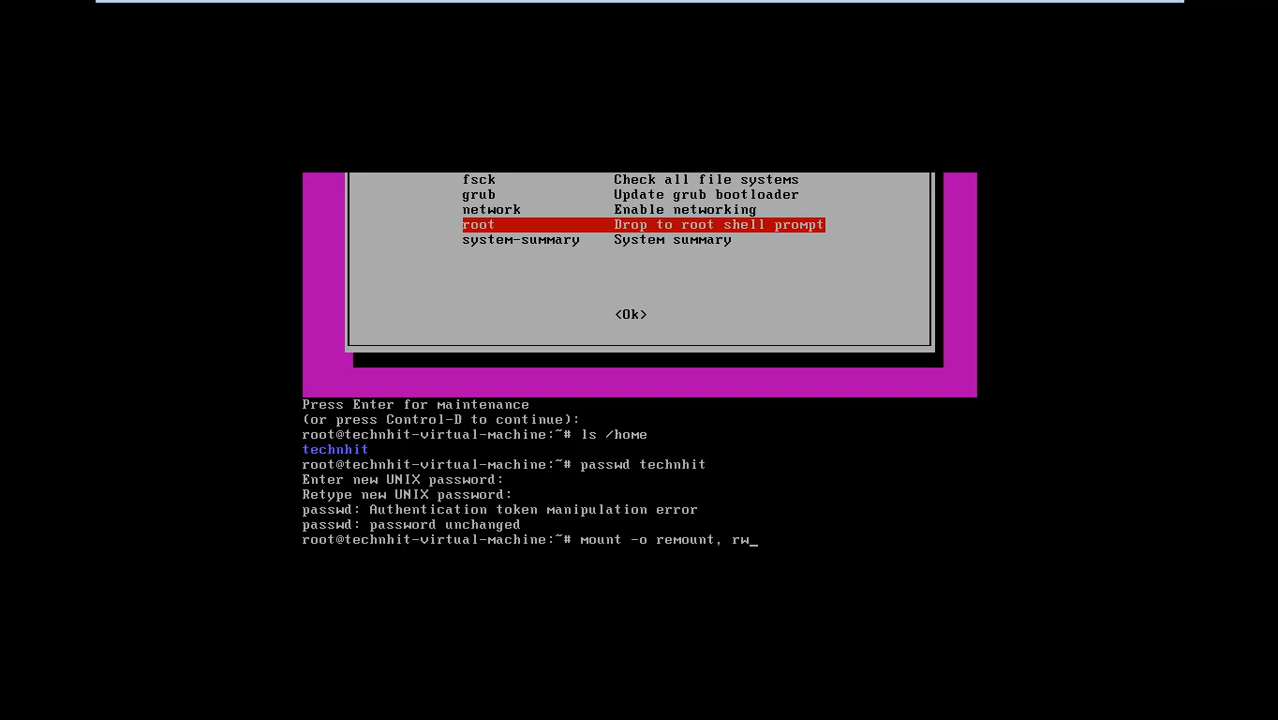 fsck Check all file systems
grub Update grub bootloader
network Enable networking
root Drop to root shell prompt
system-summary System summary
<Ok>
Press Enter for maintenance
(or press Control-D to continue):
root@technhit-virtual-machine:~# ls /home
technhit
root@technhit-virtual-machine:~# passwd technhit
Enter new UNIX password:
Retype new UNIX password:
passwd: Authentication token manipulation error
passwd: password unchanged
root@technhit-virtual-machine:~# mount -o remount, rw_